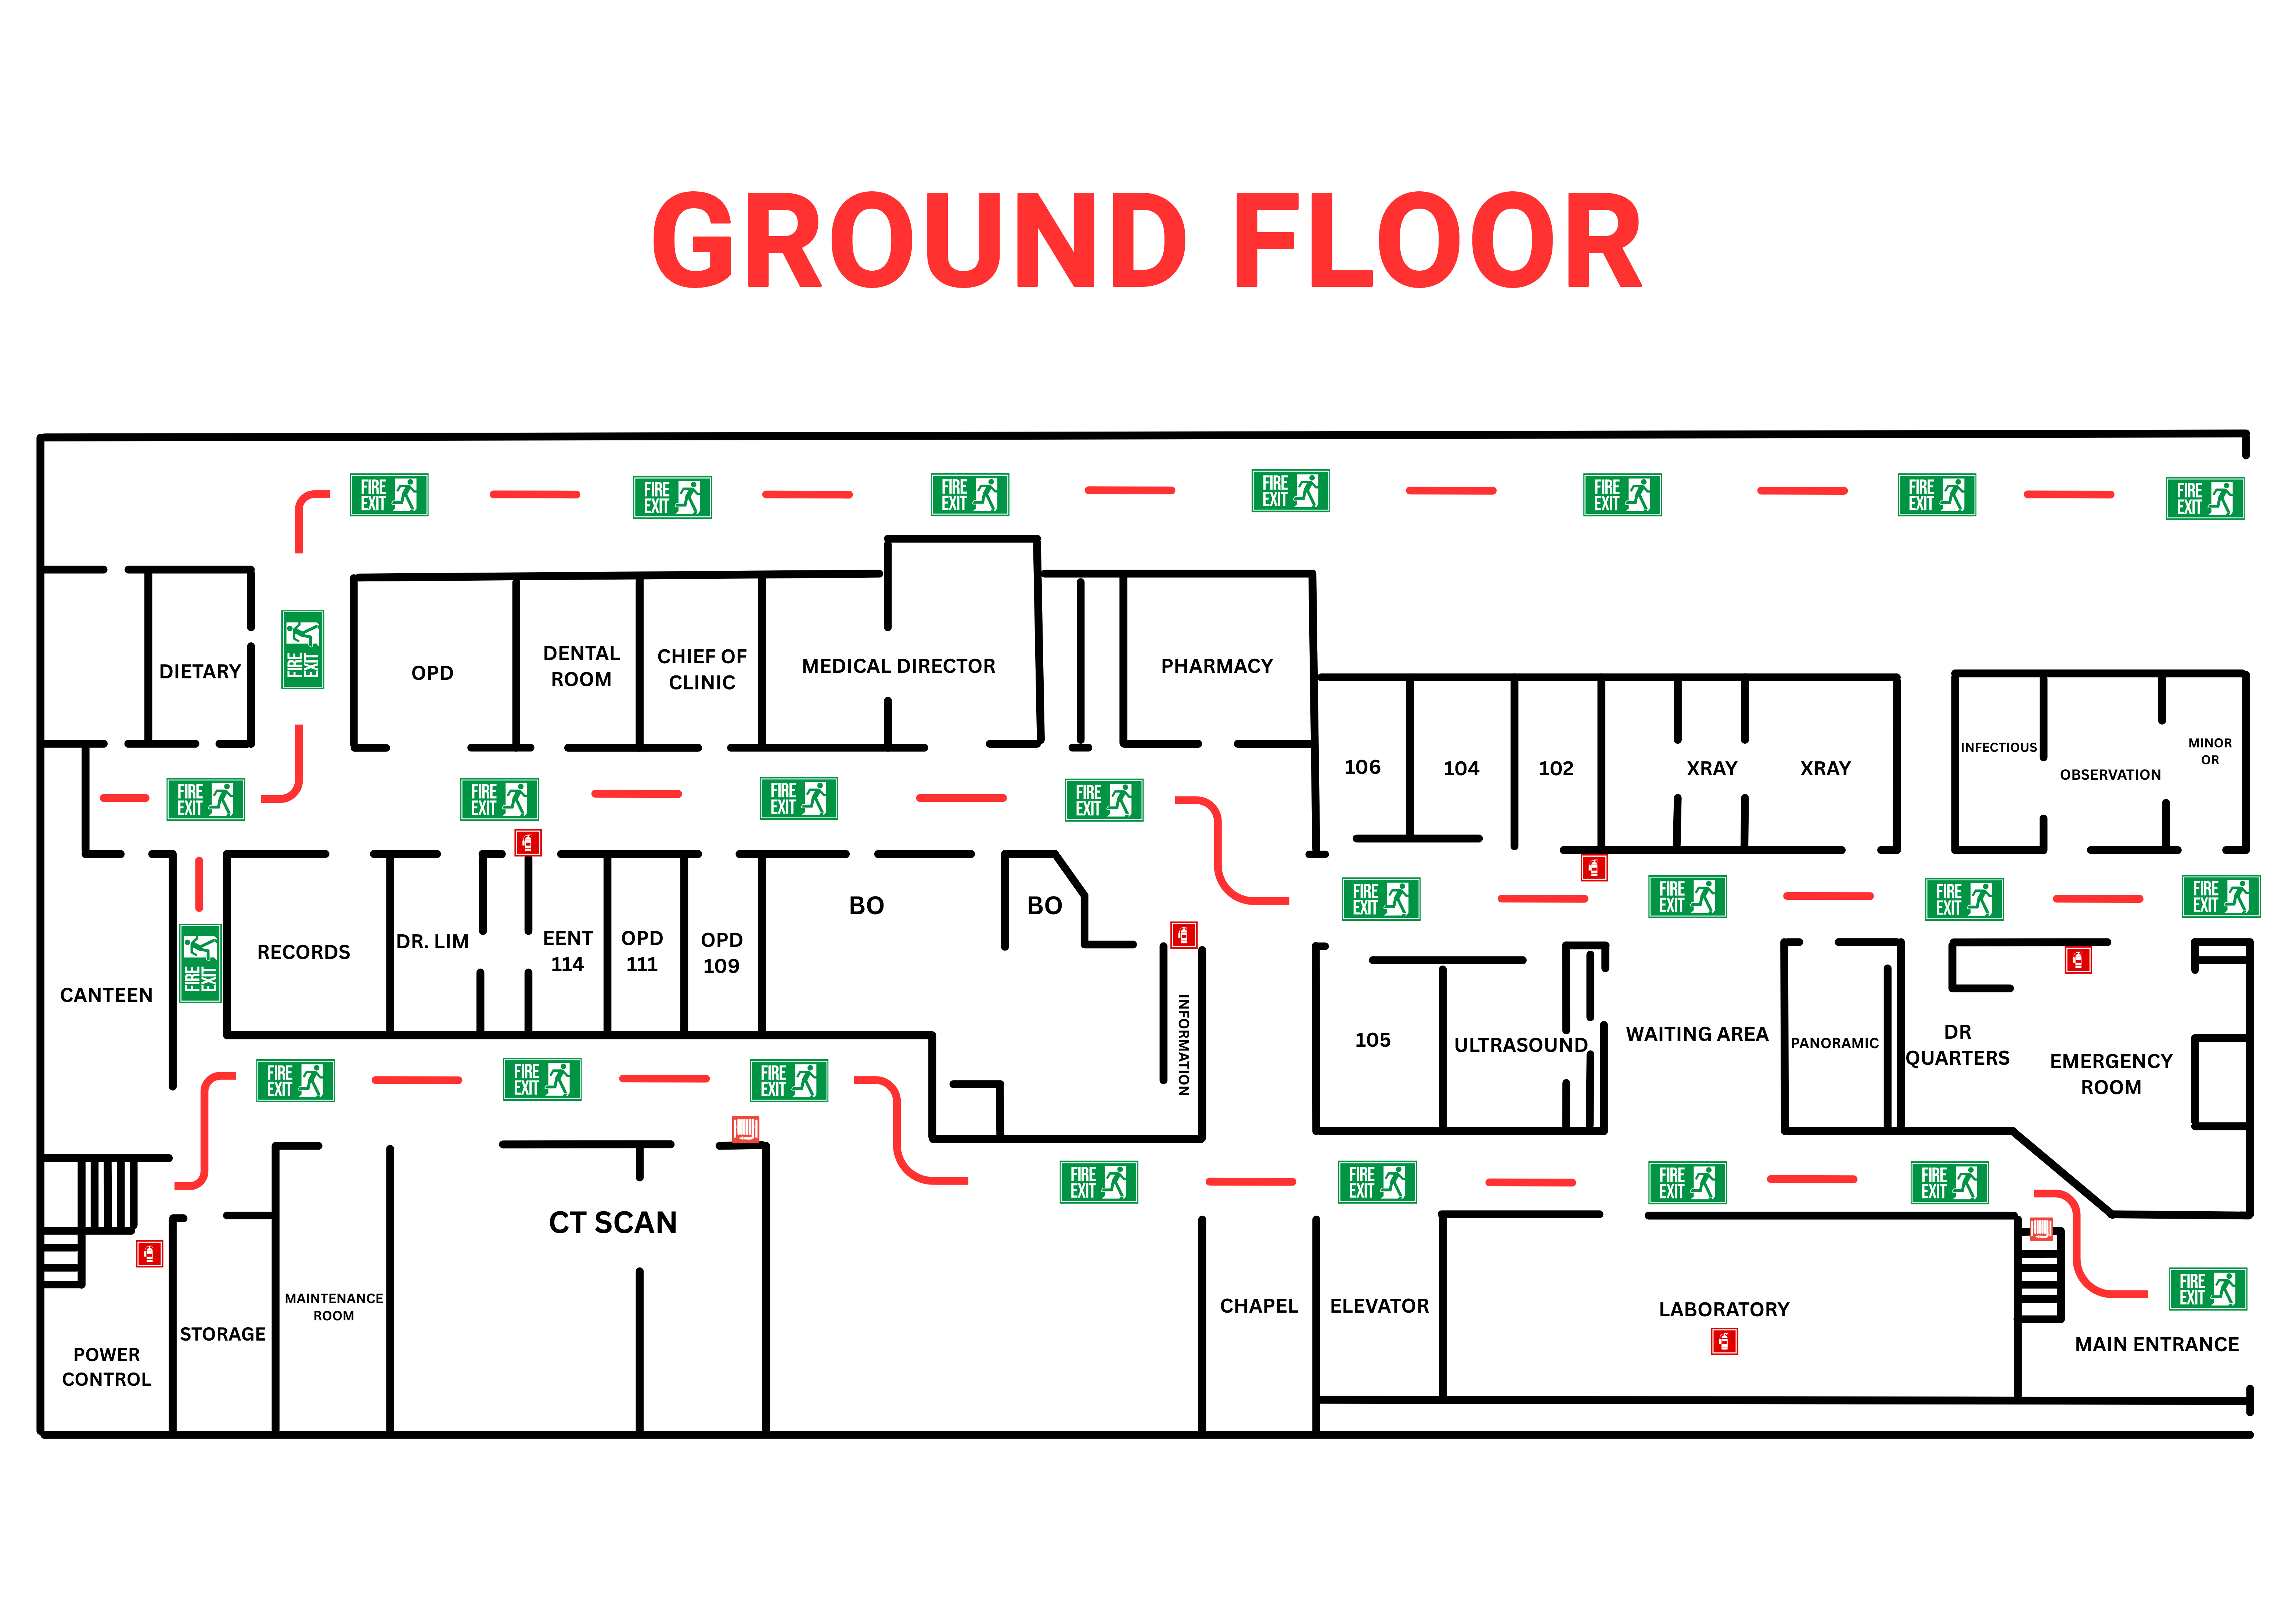 GROUND FLOOR
FIRE
EXIT
FIRE
EXIT
FIRE
EXIT
FIRE
EXIT
FIRE
EXIT
FIRE
EXIT
FIRE
EXIT
FIRE
EXIT
DIETARY
OPD
DENTAL
ROOM
CHIEF OF
CLINIC
MEDICAL DIRECTOR
PHARMACY
106
104
102
XRAY
XRAY
INFECTIOUS
OBSERVATION
MINOR
OR
FIRE
EXIT
FIRE
EXIT
FIRE
EXIT
FIRE
EXIT
FIRE
EXIT
FIRE
EXIT
FIRE
EXIT
FIRE
EXIT
CANTEEN
FIRE
EXIT
RECORDS
DR. LIM
EENT
114
OPD
111
OPD
109
BO
BO
INFORMATION
105
ULTRASOUND
WAITING AREA
PANORAMIC
DR
QUARTERS
EMERGENCY
ROOM
FIRE
EXIT
FIRE
EXIT
FIRE
EXIT
FIRE
EXIT
FIRE
EXIT
FIRE
EXIT
FIRE
EXIT
FIRE
EXIT
POWER
CONTROL
STORAGE
MAINTENANCE
ROOM
CT SCAN
CHAPEL
ELEVATOR
LABORATORY
MAIN ENTRANCE